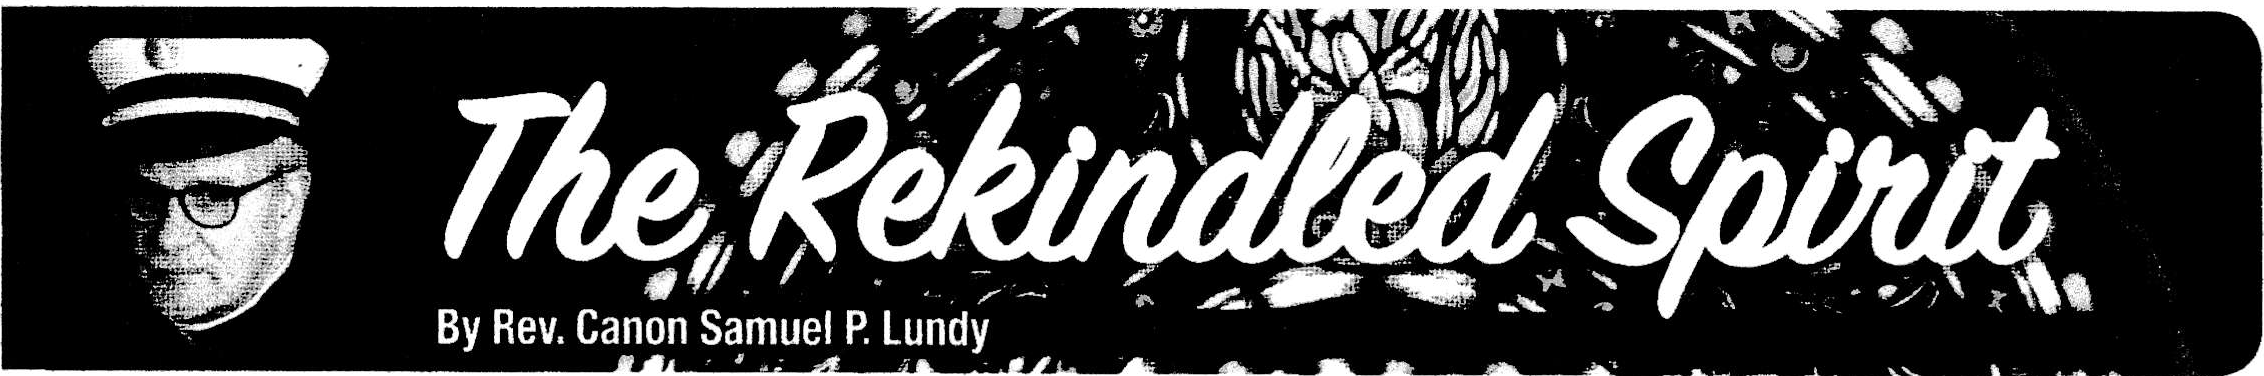 The Rekindled Spirit
By Rev. Canon Samuel P. Lundy